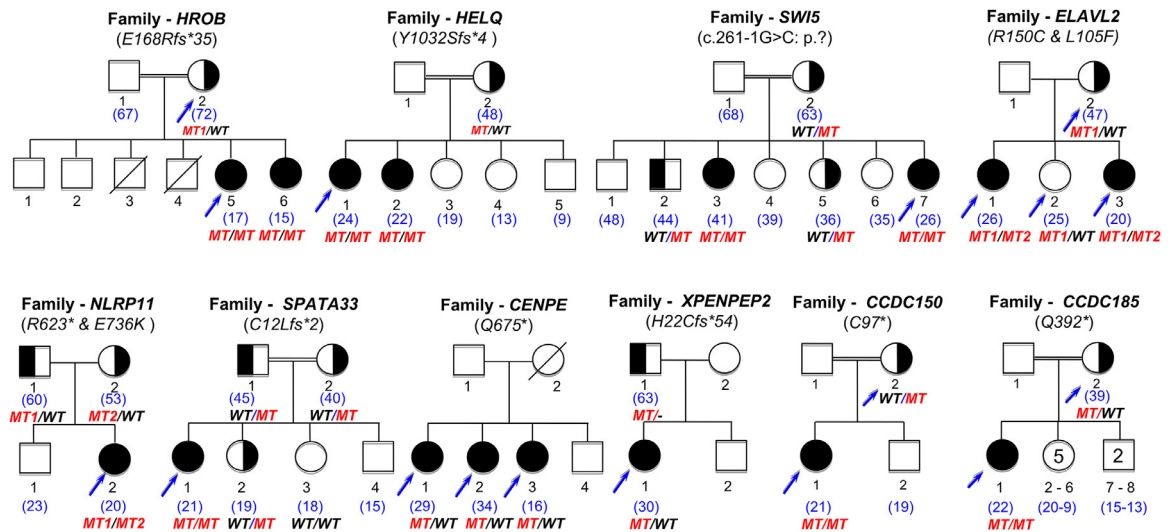 Family - HROB
(E168Rfs*35)
1
(67)
2
(72)
MT1/WT
1
2
3
4
5
(17)
MT/MT
6
(15)
MT/MT
Family - HELQ
(Y1032Sfs*4 )
1
2
(48)
MT/WT
1
(24)
MT/MT
2
(22)
MT/MT
3
(19)
4
(13)
5
(9)
Family - SWI5
(c.261-1G>C: p.?)
1
(68)
2
(63)
WT/MT
1
(48)
2
(44)
WT/MT
3
(41)
MT/MT
4
(39)
5
(36)
WT/MT
6
(35)
7
(26)
MT/MT
Family - ELAVL2
(R150C & L105F)
1
2
(47)
MT1/WT
1
(26)
MT1/MT2
2
(25)
MT1/WT
3
(20)
MT1/MT2
Family - NLRP11
(R623* & E736K )
1
(60)
MT1/WT
2
(53)
MT2/WT
1
(23)
2
(20)
MT1/MT2
Family - SPATA33
(C12Lfs*2)
1
(45)
WT/MT
2
(40)
WT/MT
1
(21)
MT/MT
2
(19)
WT/MT
3
(18)
WT/WT
4
(15)
Family - CENPE
(Q675*)
1
2
1
(29)
MT/WT
2
(34)
MT/WT
3
(16)
MT/WT
4
Family - XPENPEP2
(H22Cfs*54)
1
(63)
MT/-
2
1
(30)
MT/WT
2
Family - CCDC150
(C97*)
1
2
WT/MT
1
(21)
MT/MT
2
(19)
Family - CCDC185
(Q392*)
1
2
(39)
MT/WT
1
(22)
MT/MT
5
2 - 6
(20-9)
2
7 - 8
(15-13)